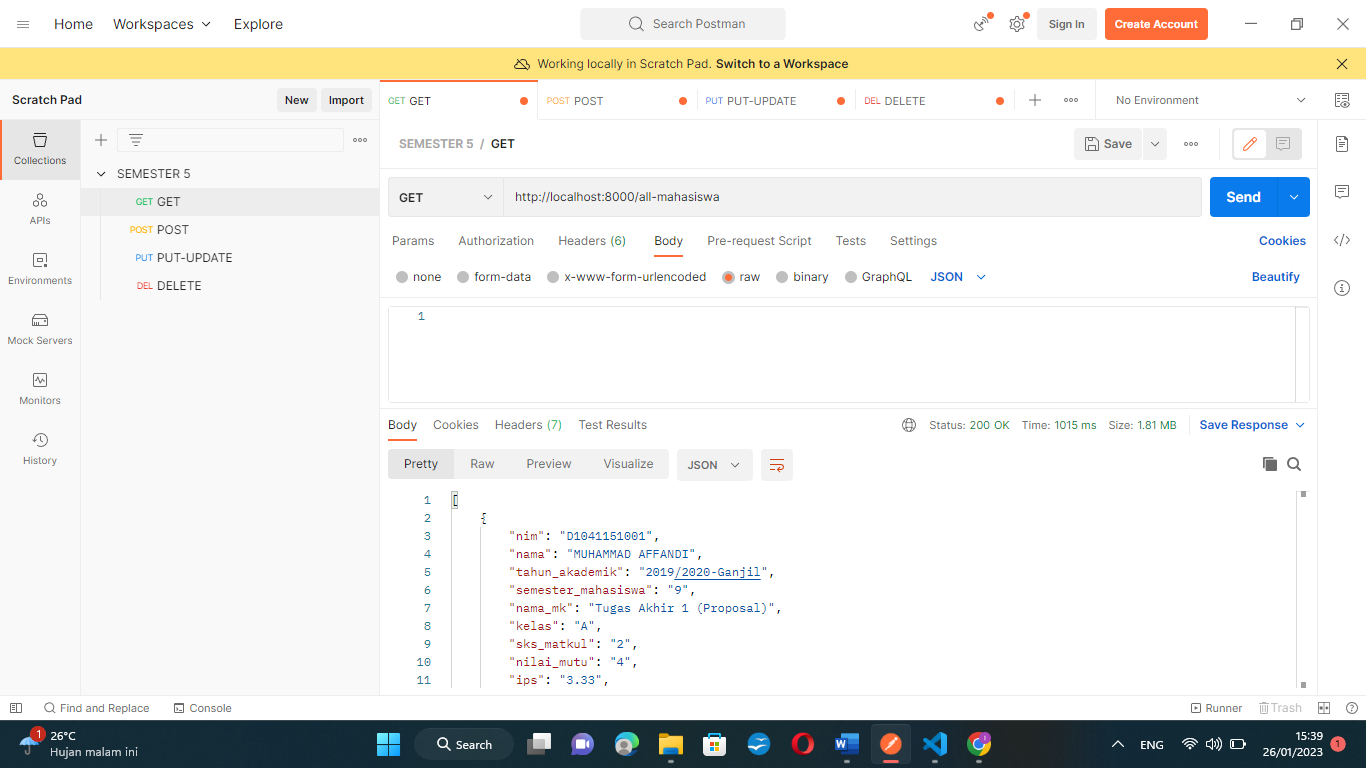 Home Workspaces Explore Search Postman Sign In Create Account
Working locally in Scratch Pad. Switch to a Workspace
Scratch Pad New Import GET GET POST POST PUT PUT-UPDATE DEL DELETE No Environment
Collections
APIs
Environments
Mock Servers
Monitors
History
SEMESTER 5
GET GET
POST POST
PUT PUT-UPDATE
DEL DELETE
SEMESTER 5 / GET Save
GET http://localhost:8000/all-mahasiswa Send
Params Authorization Headers (6) Body Pre-request Script Tests Settings Cookies
none form-data x-www-form-urlencoded raw binary GraphQL JSON Beautify
1
Body Cookies Headers (7) Test Results Status: 200 OK Time: 1015 ms Size: 1.81 MB Save Response
Pretty Raw Preview Visualize JSON
1 [
2 {
3 "nim": "D1041151001",
4 "nama": "MUHAMMAD AFFANDI",
5 "tahun_akademik": "2019/2020-Ganjil",
6 "semester_mahasiswa": "9",
7 "nama_mk": "Tugas Akhir 1 (Proposal)",
8 "kelas": "A",
9 "sks_matkul": "2",
10 "nilai_mutu": "4",
11 "ips": "3.33",
Find and Replace Console Runner Trash
1 26°C
Hujan malam ini
Search
ENG
15:39
26/01/2023
1